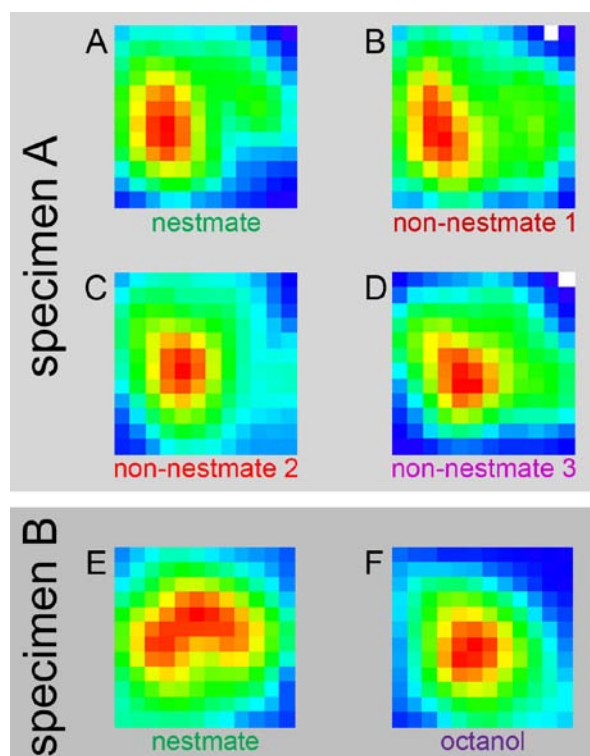 specimen A
A
B
nestmate
non-nestmate 1
C
D
non-nestmate 2
non-nestmate 3
specimen B
E
F
nestmate
octanol